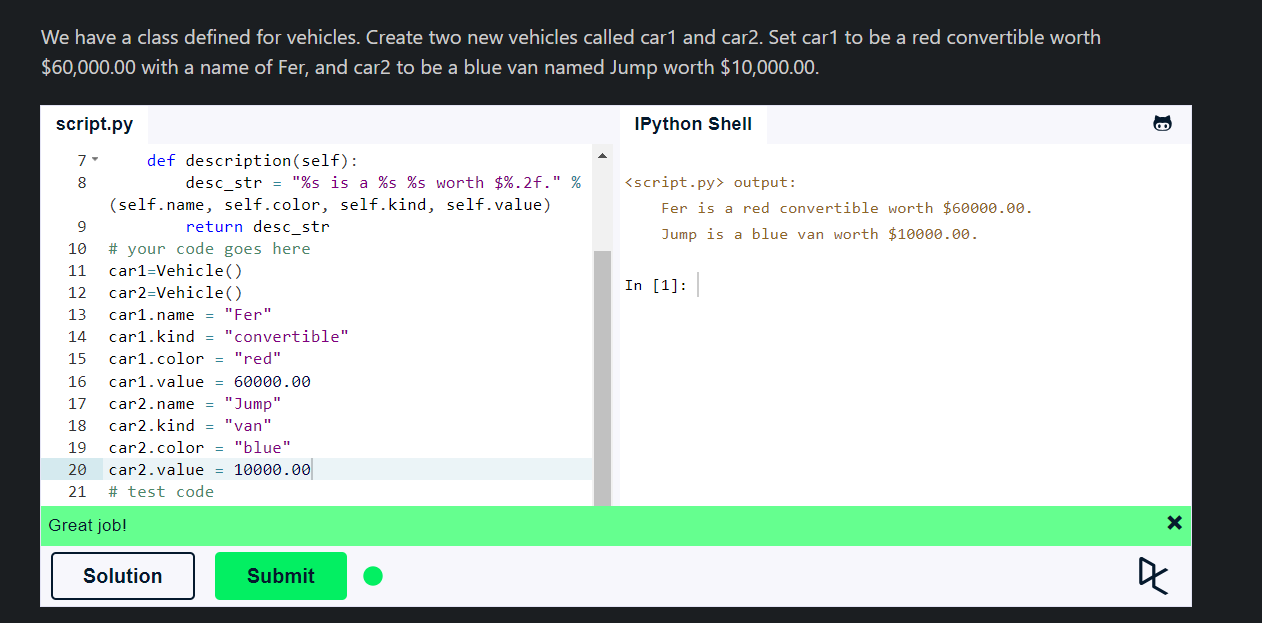 We have a class defined for vehicles. Create two new vehicles called car1 and car2. Set car1 to be a red convertible worth
$60,000.00 with a name of Fer, and car2 to be a blue van named Jump worth $10,000.00.
script.py
7 def description(self):
8 desc_str = "%s is a %s %s worth $%.2f." %
(self.name, self.color, self.kind, self.value)
9 return desc_str
10 # your code goes here
11 car1=Vehicle()
12 car2=Vehicle()
13 car1.name = "Fer"
14 car1.kind = "convertible"
15 car1.color = "red"
16 car1.value = 60000.00
17 car2.name = "Jump"
18 car2.kind = "van"
19 car2.color = "blue"
20 car2.value = 10000.00
21 # test code
IPython Shell
<script.py> output:
Fer is a red convertible worth $60000.00.
Jump is a blue van worth $10000.00.
In [1]:
Great job!
Solution
Submit